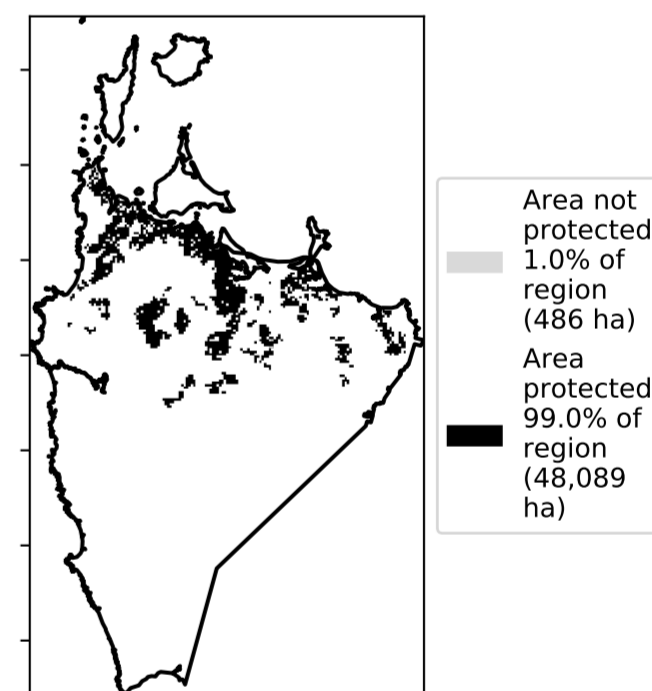 Area not
protected
1.0% of
region
(486 ha)
Area
protected
99.0% of
region
(48,089
ha)